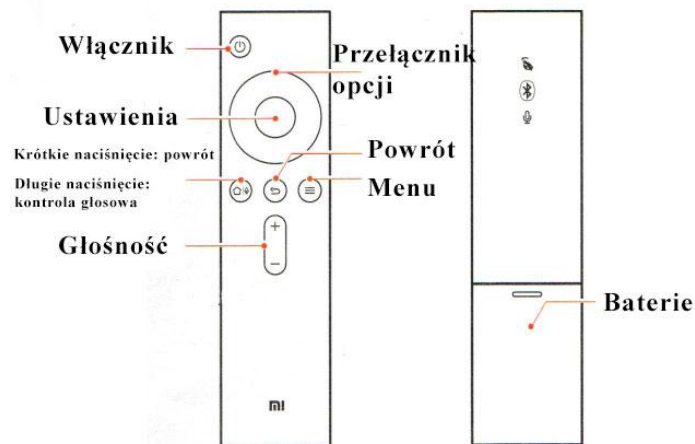 Włącznik
Przełącznik
opcji
Ustawienia
Krótkie naciśnięcie: powrót
Powrót
Długie naciśnięcie:
kontrola głosowa
Menu
Głośność
+
−
Baterie
mi